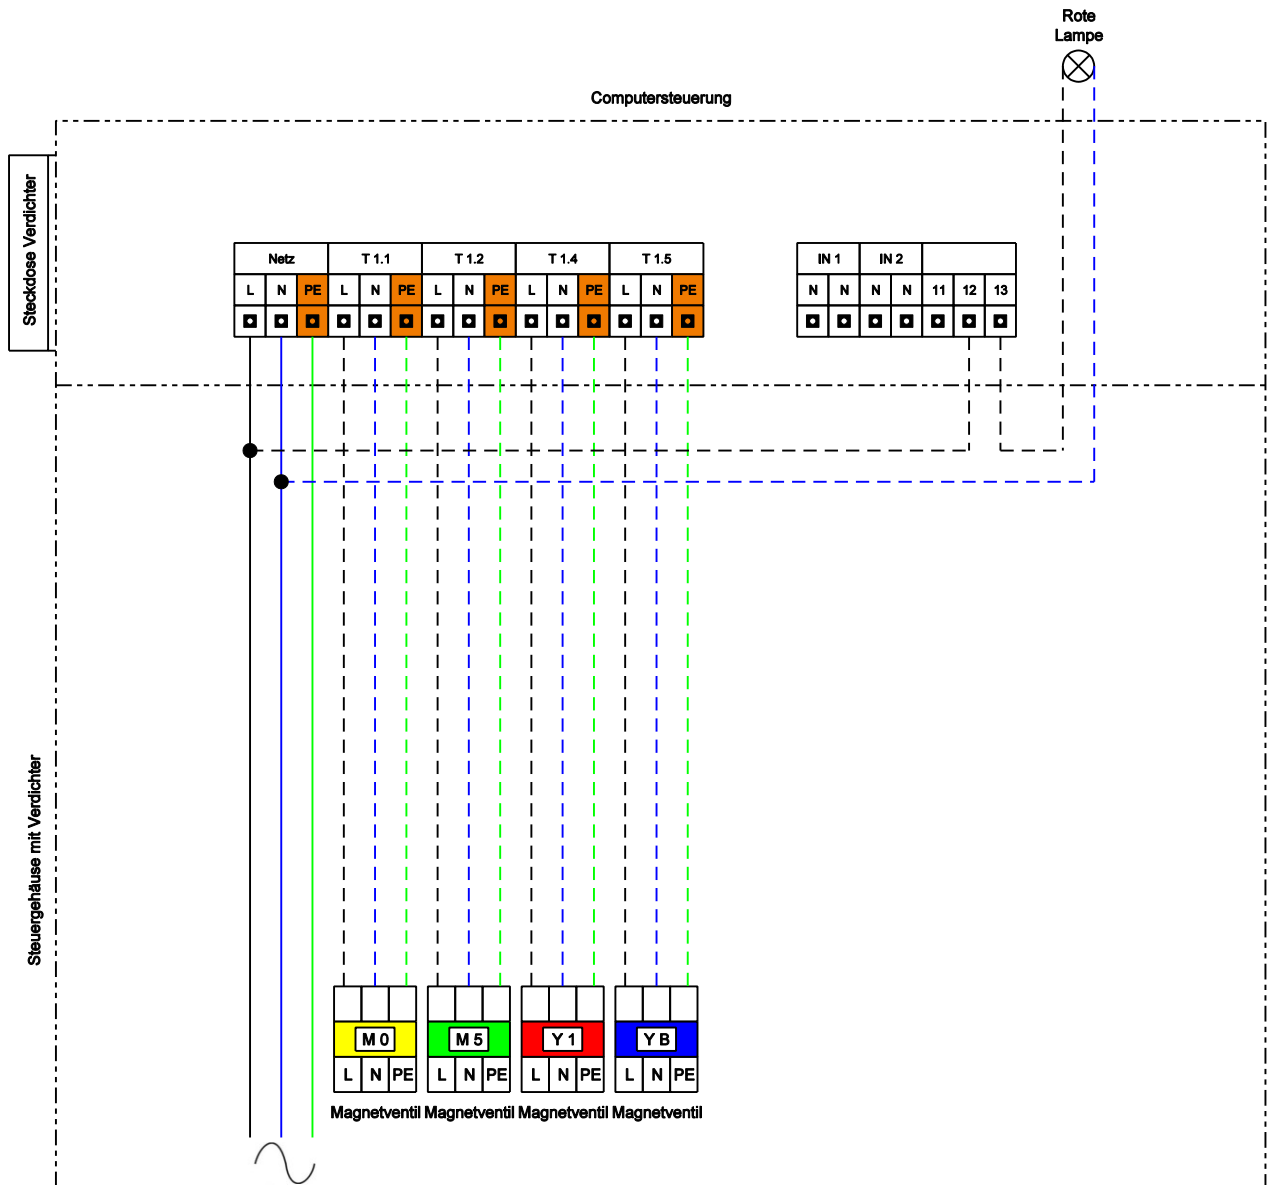 Rote
Lampe
Computersteuerung
Steckdose Verdichter
Netz T 1.1 T 1.2 T 1.4 T 1.5 IN 1 IN 2
L N PE L N PE L N PE L N PE L N PE N N N N 11 12 13
Steuergehäuse mit Verdichter
M 0 M 5 Y 1 Y B
L N PE L N PE L N PE L N PE
Magnetventil Magnetventil Magnetventil Magnetventil